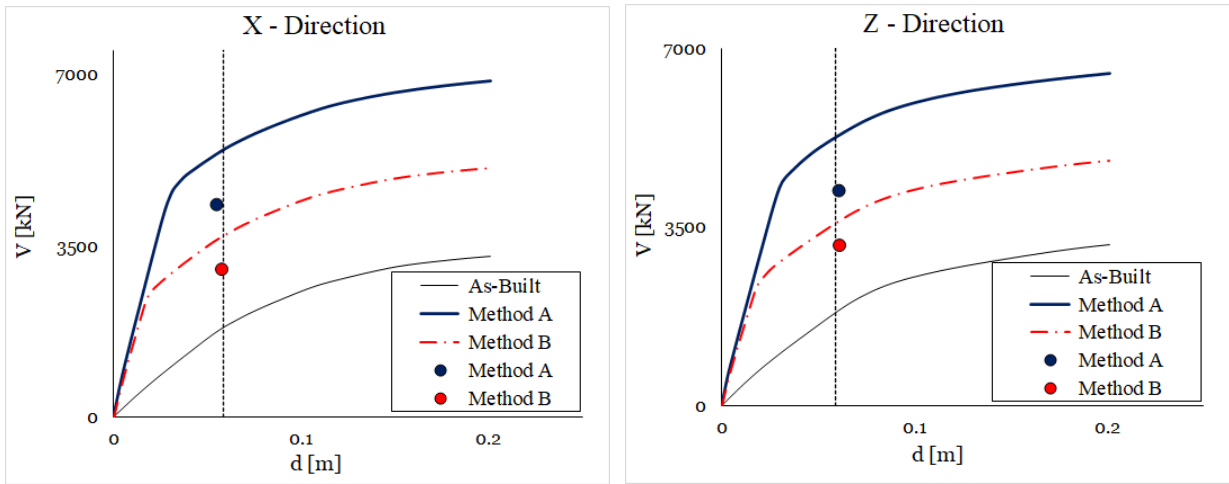 X - Direction
7000
3500
0
V [kN]
0
0.1
0.2
d [m]
As-Built
Method A
Method B
Method A
Method B
Z - Direction
7000
3500
0
V [kN]
0
0.1
0.2
d [m]
As-Built
Method A
Method B
Method A
Method B